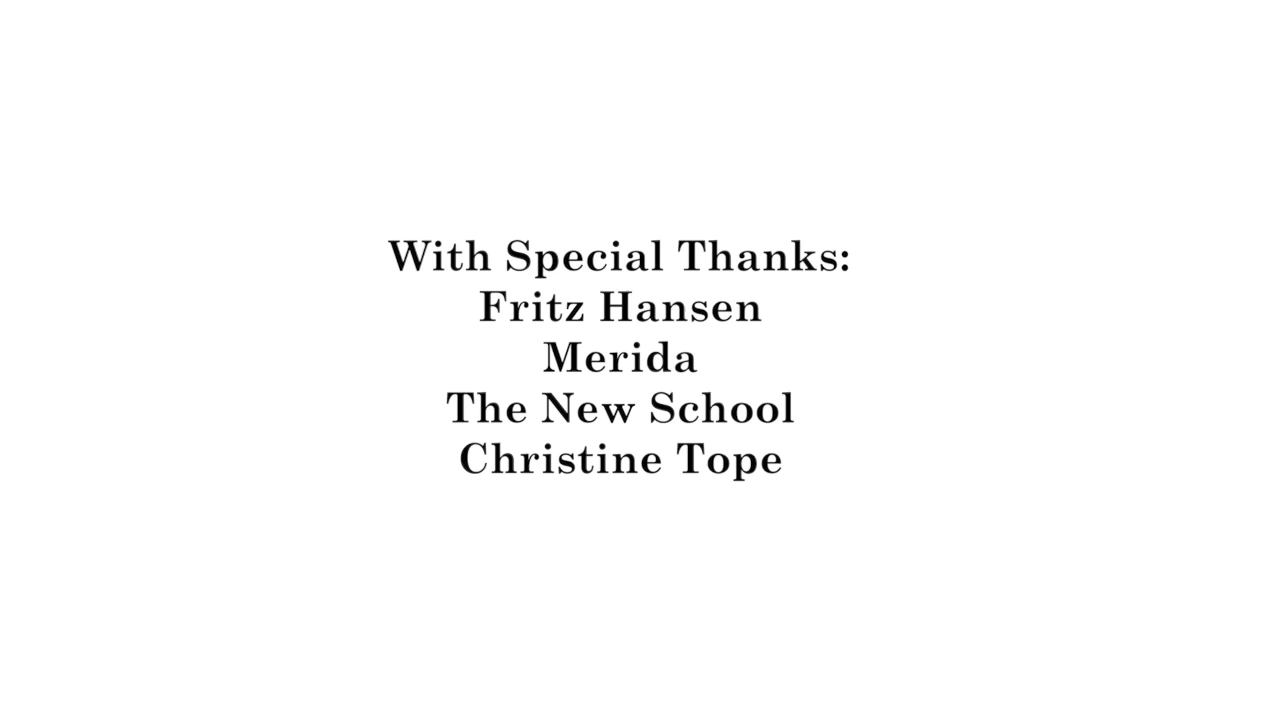 With Special Thanks:
Fritz Hansen
Merida
The New School
Christine Tope